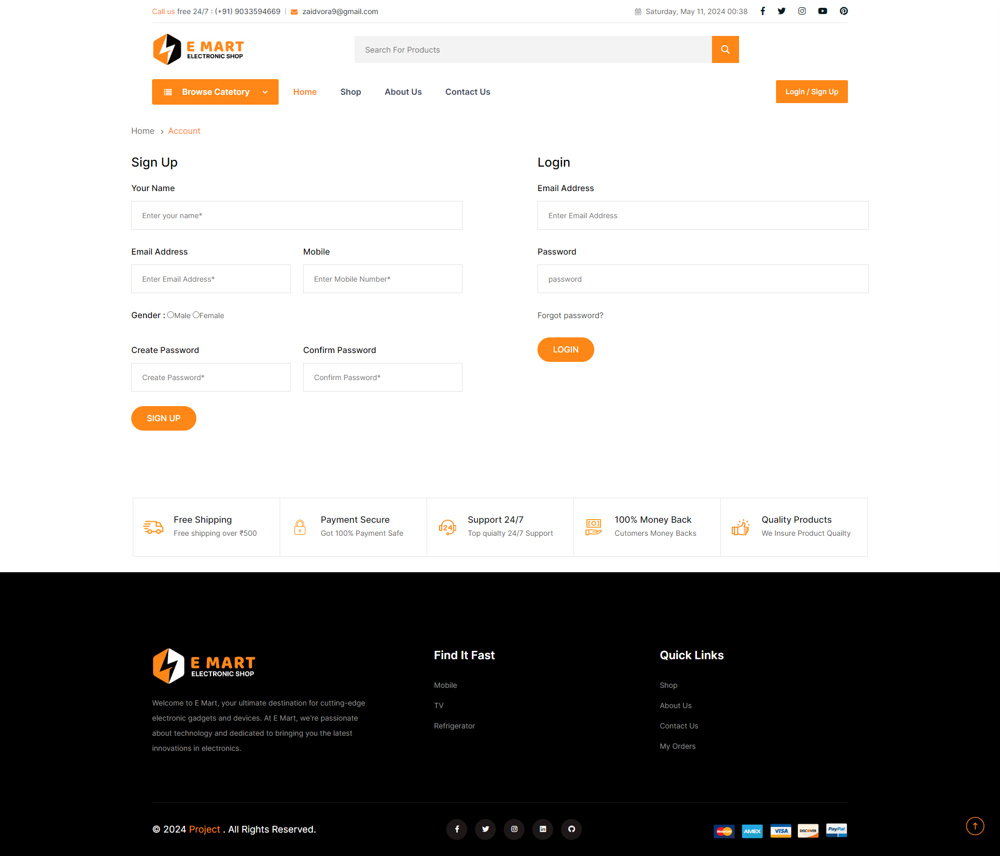 Call us free 24/7 : (+91) 9033594669 | zaidvora9@gmail.com
Saturday, May 11, 2024 00:38
E MART
ELECTRONIC SHOP
Search For Products
Browse Catetory
Home
Shop
About Us
Contact Us
Login / Sign Up
Home > Account
Sign Up
Your Name
Enter your name*
Email Address
Mobile
Enter Email Address*
Enter Mobile Number*
Gender : Male Female
Create Password
Confirm Password
Create Password*
Confirm Password*
SIGN UP
Login
Email Address
Enter Email Address
Password
password
Forgot password?
LOGIN
Free Shipping
Free shipping over ₹500
Payment Secure
Got 100% Payment Safe
24
Support 24/7
Top quialty 24/7 Support
100% Money Back
Cutomers Money Backs
Quality Products
We Insure Product Quailty
E MART
ELECTRONIC SHOP
Welcome to E Mart, your ultimate destination for cutting-edge
electronic gadgets and devices. At E Mart, we're passionate
about technology and dedicated to bringing you the latest
innovations in electronics.
Find It Fast
Mobile
TV
Refrigerator
Quick Links
Shop
About Us
Contact Us
My Orders
© 2024 Project . All Rights Reserved.
MasterCard
AMEX
VISA
DISCOVER
PayPal